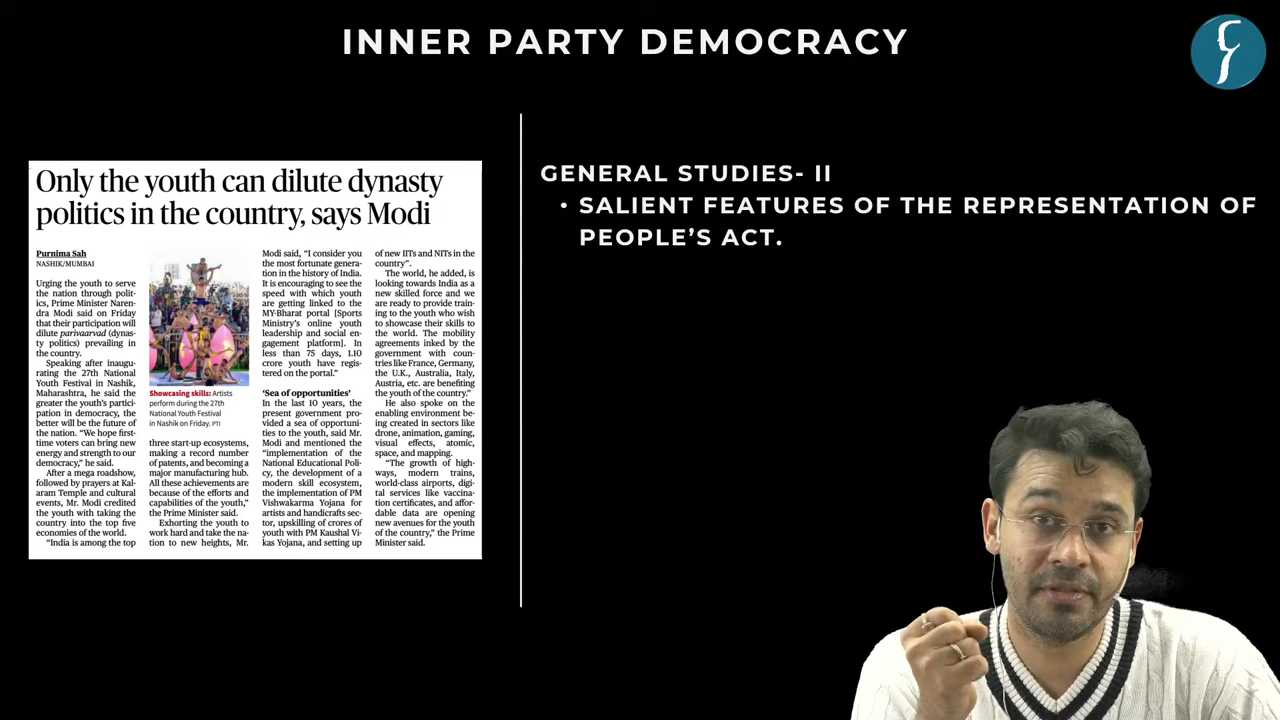 INNER PARTY DEMOCRACY
Only the youth can dilute dynasty
politics in the country, says Modi
Purnima Sah
NASHIK/MUMBAI
Urging the youth to serve
the nation through polit-
ics, Prime Minister Naren-
dra Modi said on Friday
that their participation will
dilute parivaarvad (dynas-
ty politics) prevailing in
the country.
Speaking after inaugu-
rating the 27th National
Youth Festival in Nashik,
Maharashtra, he said the
greater the youth's partici-
pation in democracy, the
better will be the future of
the nation. “We hope first-
time voters can bring new
energy and strength to our
democracy,” he said.
After a mega roadshow,
followed by prayers at Kal-
aram Temple and cultural
events, Mr. Modi credited
the youth with taking the
country into the top five
economies of the world.
“India is among the top
Showcasing skills: Artists
perform during the 27th
National Youth Festival
in Nashik on Friday. PTI
three start-up ecosystems,
making a record number
of patents, and becoming a
major manufacturing hub.
All these achievements are
because of the efforts and
capabilities of the youth,”
the Prime Minister said.
Exhorting the youth to
work hard and take the na-
tion to new heights, Mr.
Modi said, “I consider you
the most fortunate genera-
tion in the history of India.
It is encouraging to see the
speed with which youth
are getting linked to the
MY-Bharat portal [Sports
Ministry's online youth
leadership and social en-
gagement platform]. In
less than 75 days, 1.10
crore youth have regis-
tered on the portal.”
‘Sea of opportunities’
In the last 10 years, the
present government pro-
vided a sea of opportuni-
ties to the youth, said Mr.
Modi and mentioned the
“implementation of the
National Educational Poli-
cy, the development of a
modern skill ecosystem,
the implementation of PM
Vishwakarma Yojana for
artists and handicrafts sec-
tor, upskilling of crores of
youth with PM Kaushal Vi-
kas Yojana, and setting up
of new IITs and NITs in the
country”.
The world, he added, is
looking towards India as a
new skilled force and we
are ready to provide train-
ing to the youth who wish
to showcase their skills to
the world. The mobility
agreements inked by the
government with coun-
tries like France, Germany,
the U.K., Australia, Italy,
Austria, etc. are benefiting
the youth of the country.”
He also spoke on the
enabling environment be-
ing created in sectors like
drone, animation, gaming,
visual effects, atomic,
space, and mapping.
“The growth of high-
ways, modern trains,
world-class airports, digi-
tal services like vaccina-
tion certificates, and affor-
dable data are opening
new avenues for the youth
of the country,” the Prime
Minister said.
GENERAL STUDIES- II
• SALIENT FEATURES OF THE REPRESENTATION OF
PEOPLE’S ACT.